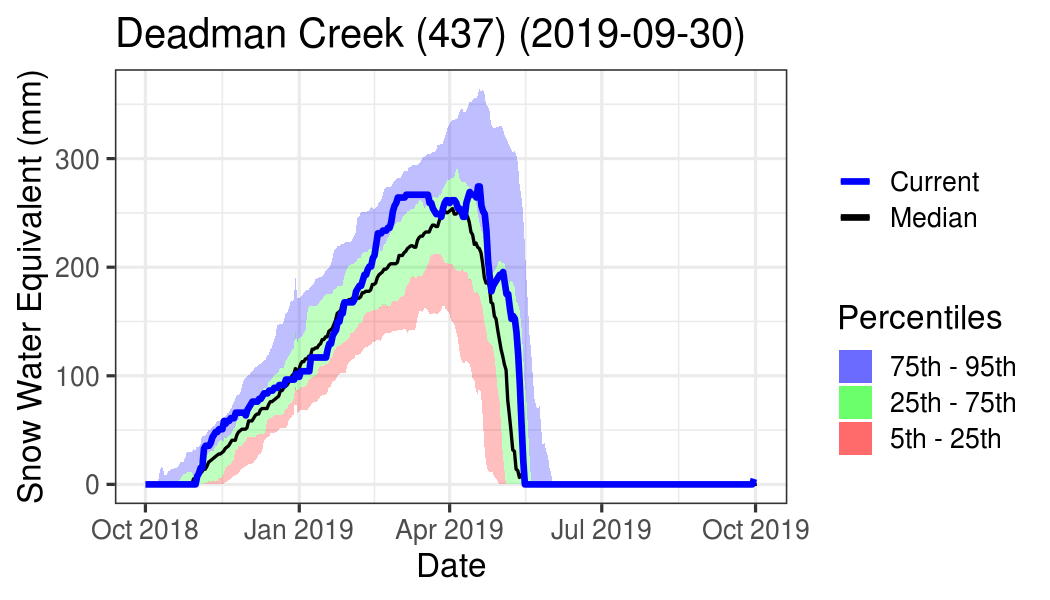 Deadman Creek (437) (2019-09-30)
Snow Water Equivalent (mm)
300
200
100
0
Oct 2018
Jan 2019
Apr 2019
Jul 2019
Oct 2019
Date
Current
Median
Percentiles
75th - 95th
25th - 75th
5th - 25th